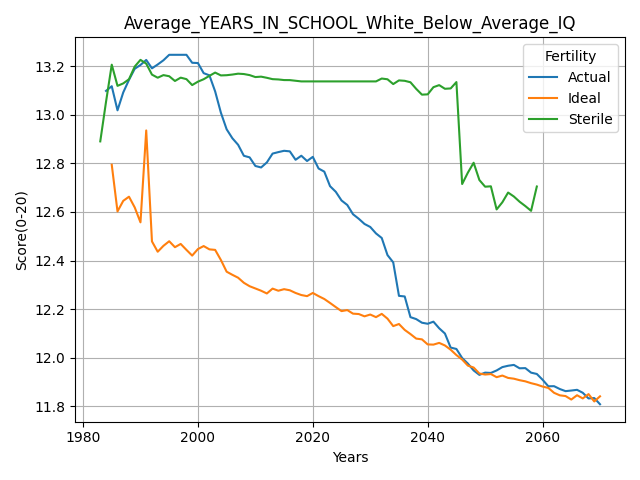 Average_YEARS_IN_SCHOOL_White_Below_Average_IQ
Fertility
Actual
Ideal
Sterile
Score(0-20)
13.2
13.0
12.8
12.6
12.4
12.2
12.0
11.8
1980
2000
2020
2040
2060
Years